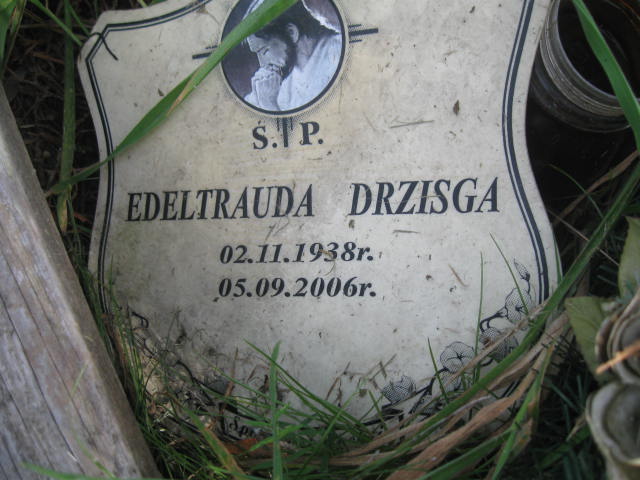 Ś. P.
EDELTRAUDA DRZISGA
02.11.1938r.
05.09.2006r.